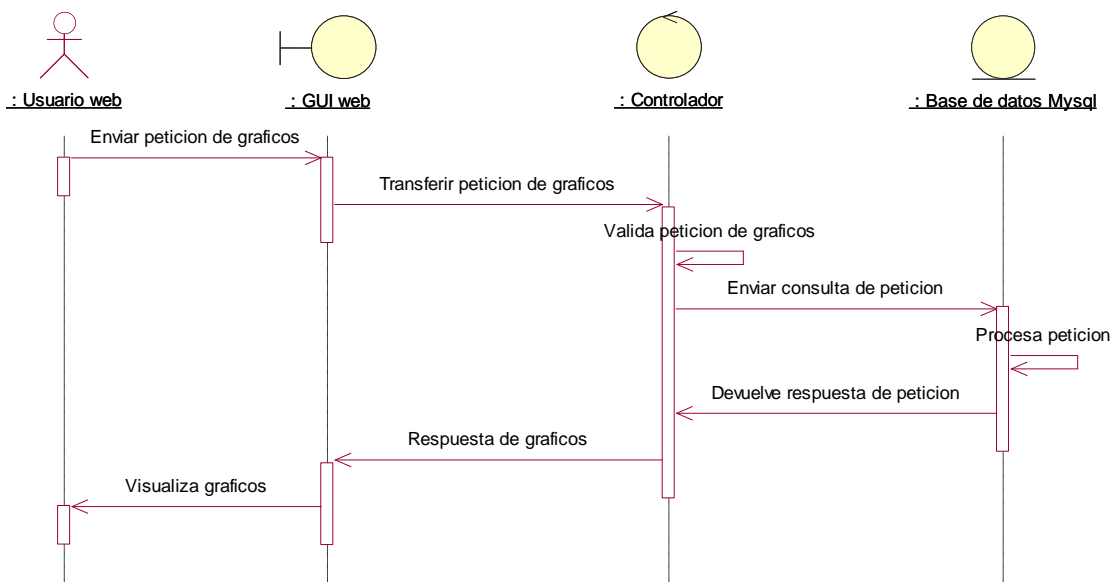 : Usuario web
: GUI web
: Controlador
: Base de datos Mysql
Enviar peticion de graficos
Transferir peticion de graficos
Valida peticion de graficos
Enviar consulta de peticion
Procesa peticion
Devuelve respuesta de peticion
Respuesta de graficos
Visualiza graficos